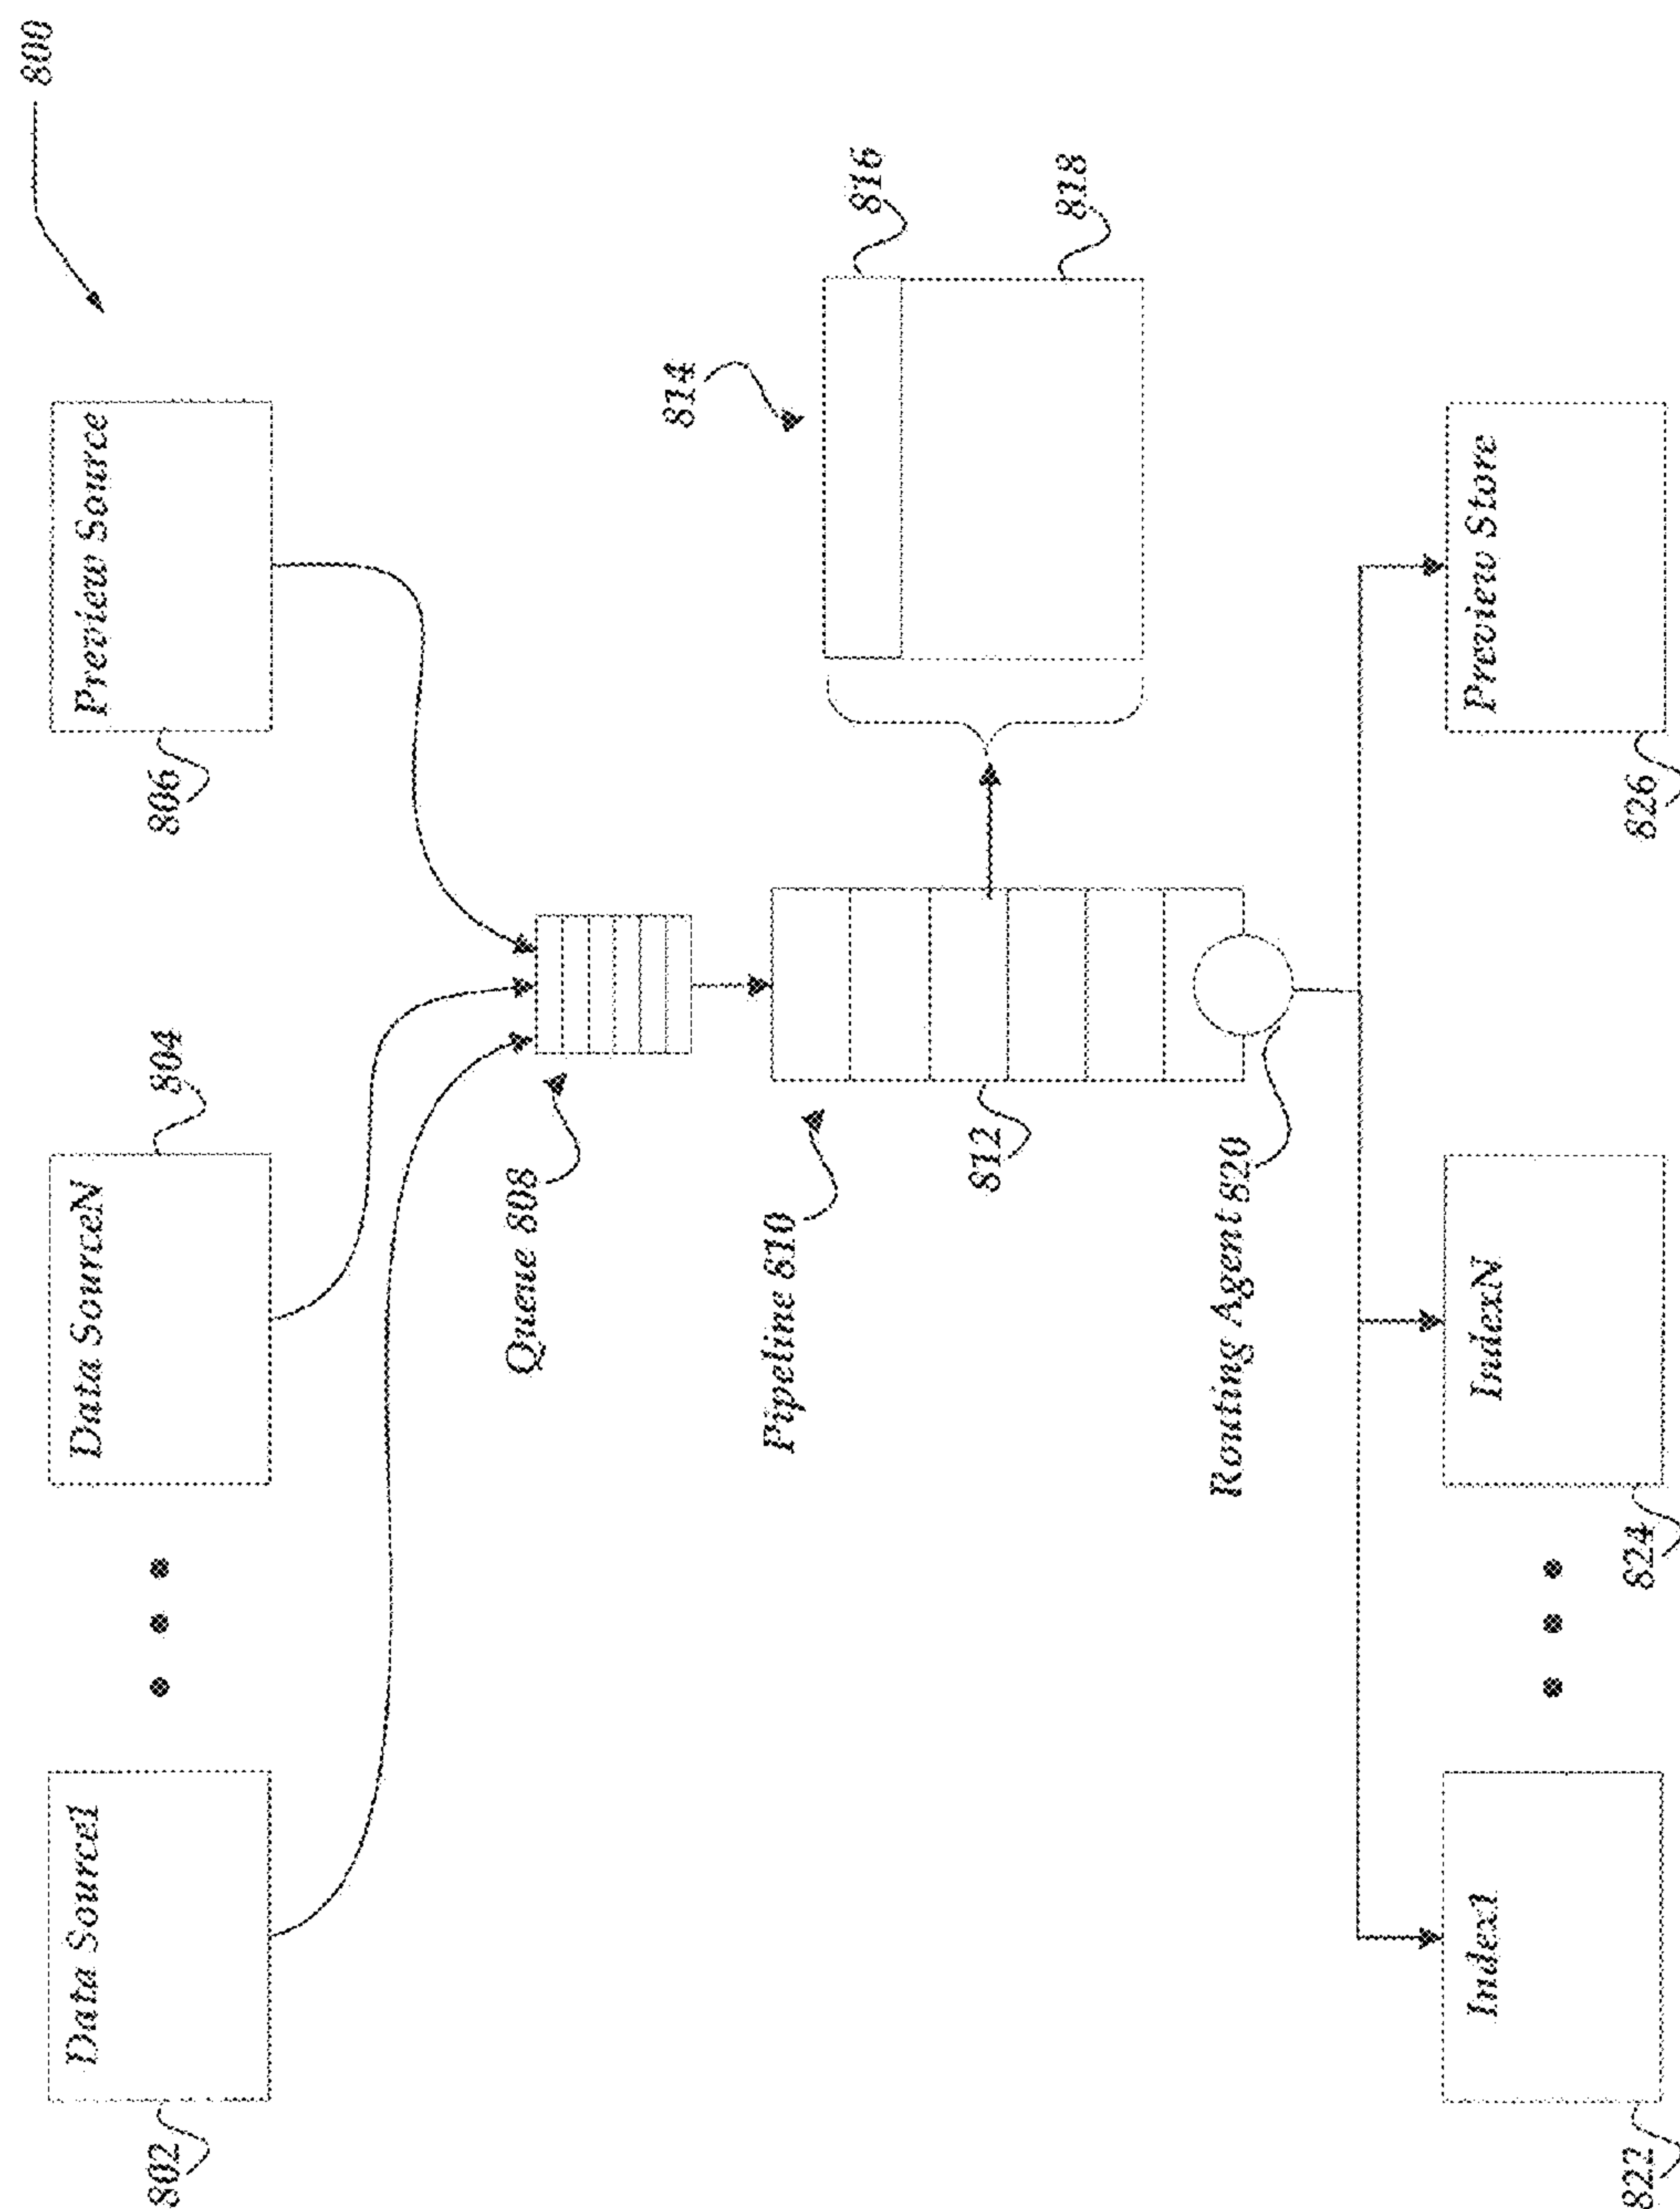 800
Data Source1
802
Data SourceN
804
Preview Source
806
Queue 808
Pipeline 810
812
814
816
818
Routing Agent 820
Index1
822
IndexN
824
Preview Store
826